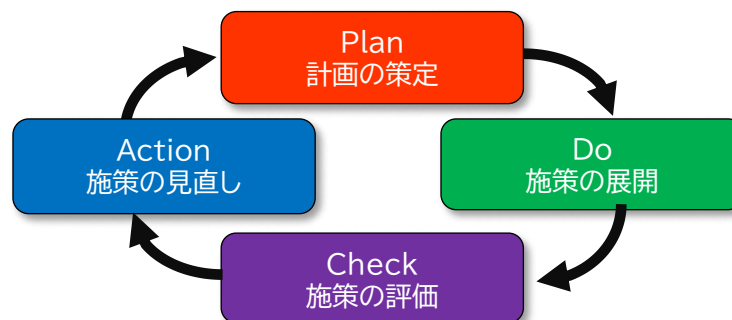 Plan
計画の策定
Do
施策の展開
Check
施策の評価
Action
施策の見直し